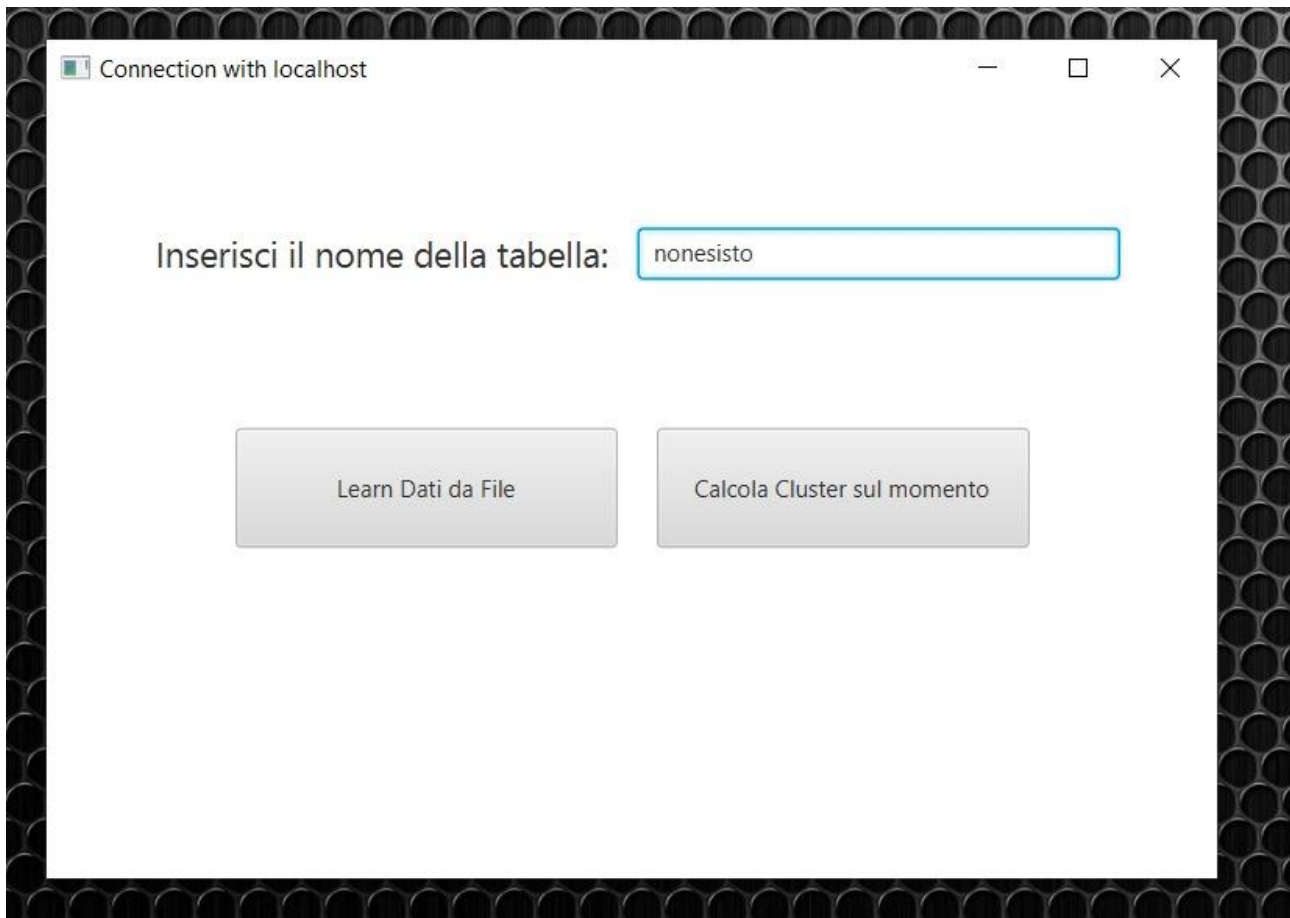 Connection with localhost
Inserisci il nome della tabella: nonesisto
Learn Dati da File Calcola Cluster sul momento